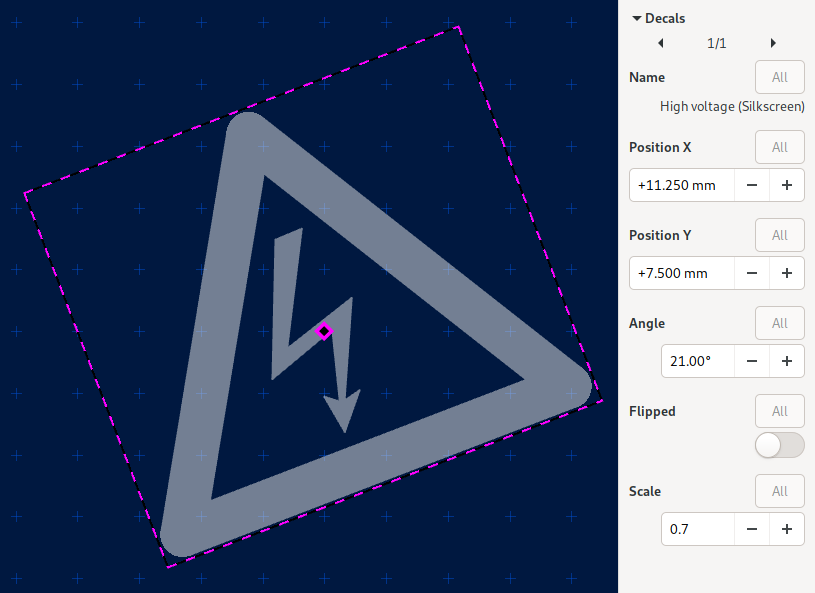 Decals
1/1
Name All
High voltage (Silkscreen)
Position X All
+11.250 mm
Position Y All
+7.500 mm
Angle All
21.00°
Flipped All
Scale All
0.7